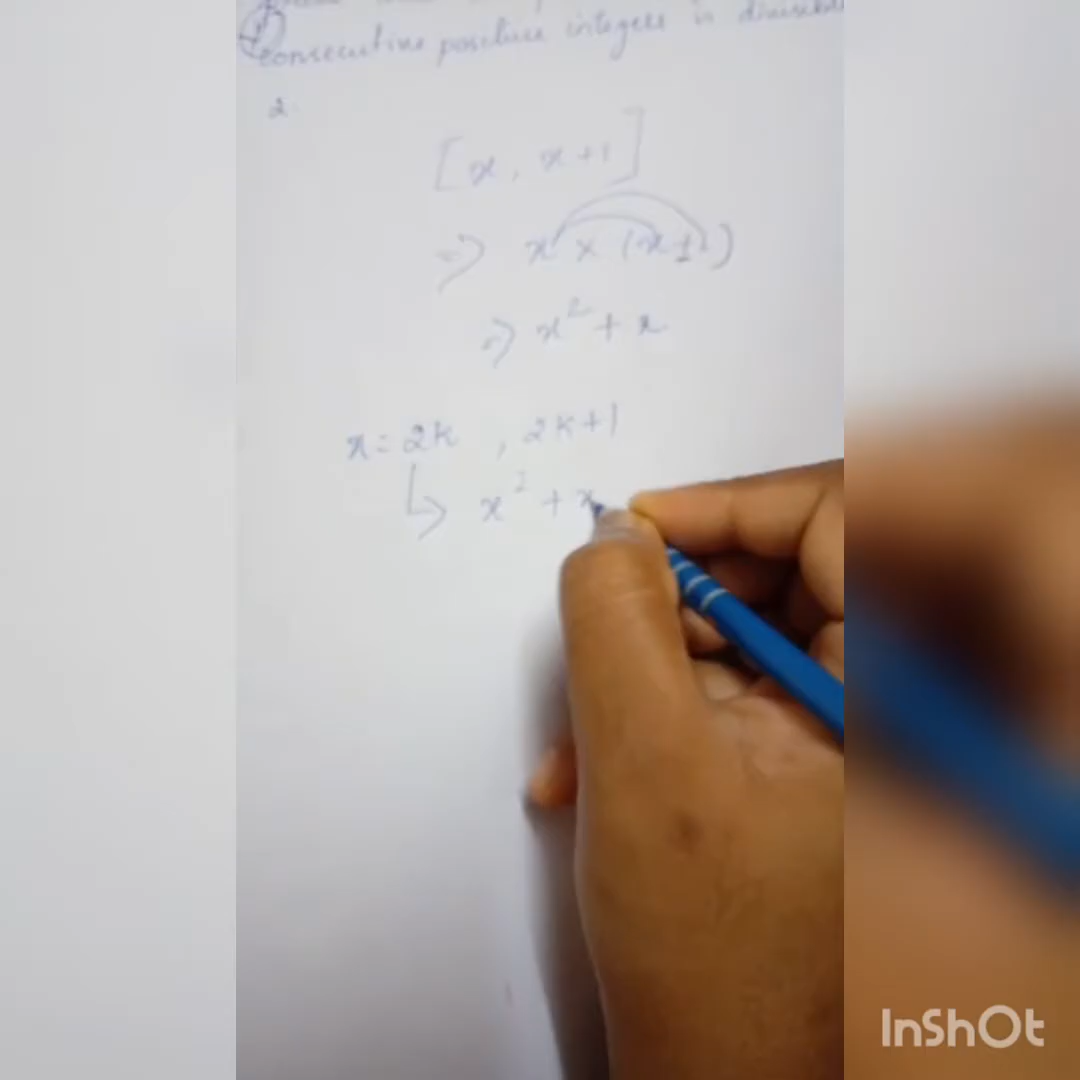 consecutive positive integers is divisible
2.
[x, x+1]
⇒ x × (x+1)
⇒ x² + x
x = 2k , 2k+1
↳ x² + x
InShOt